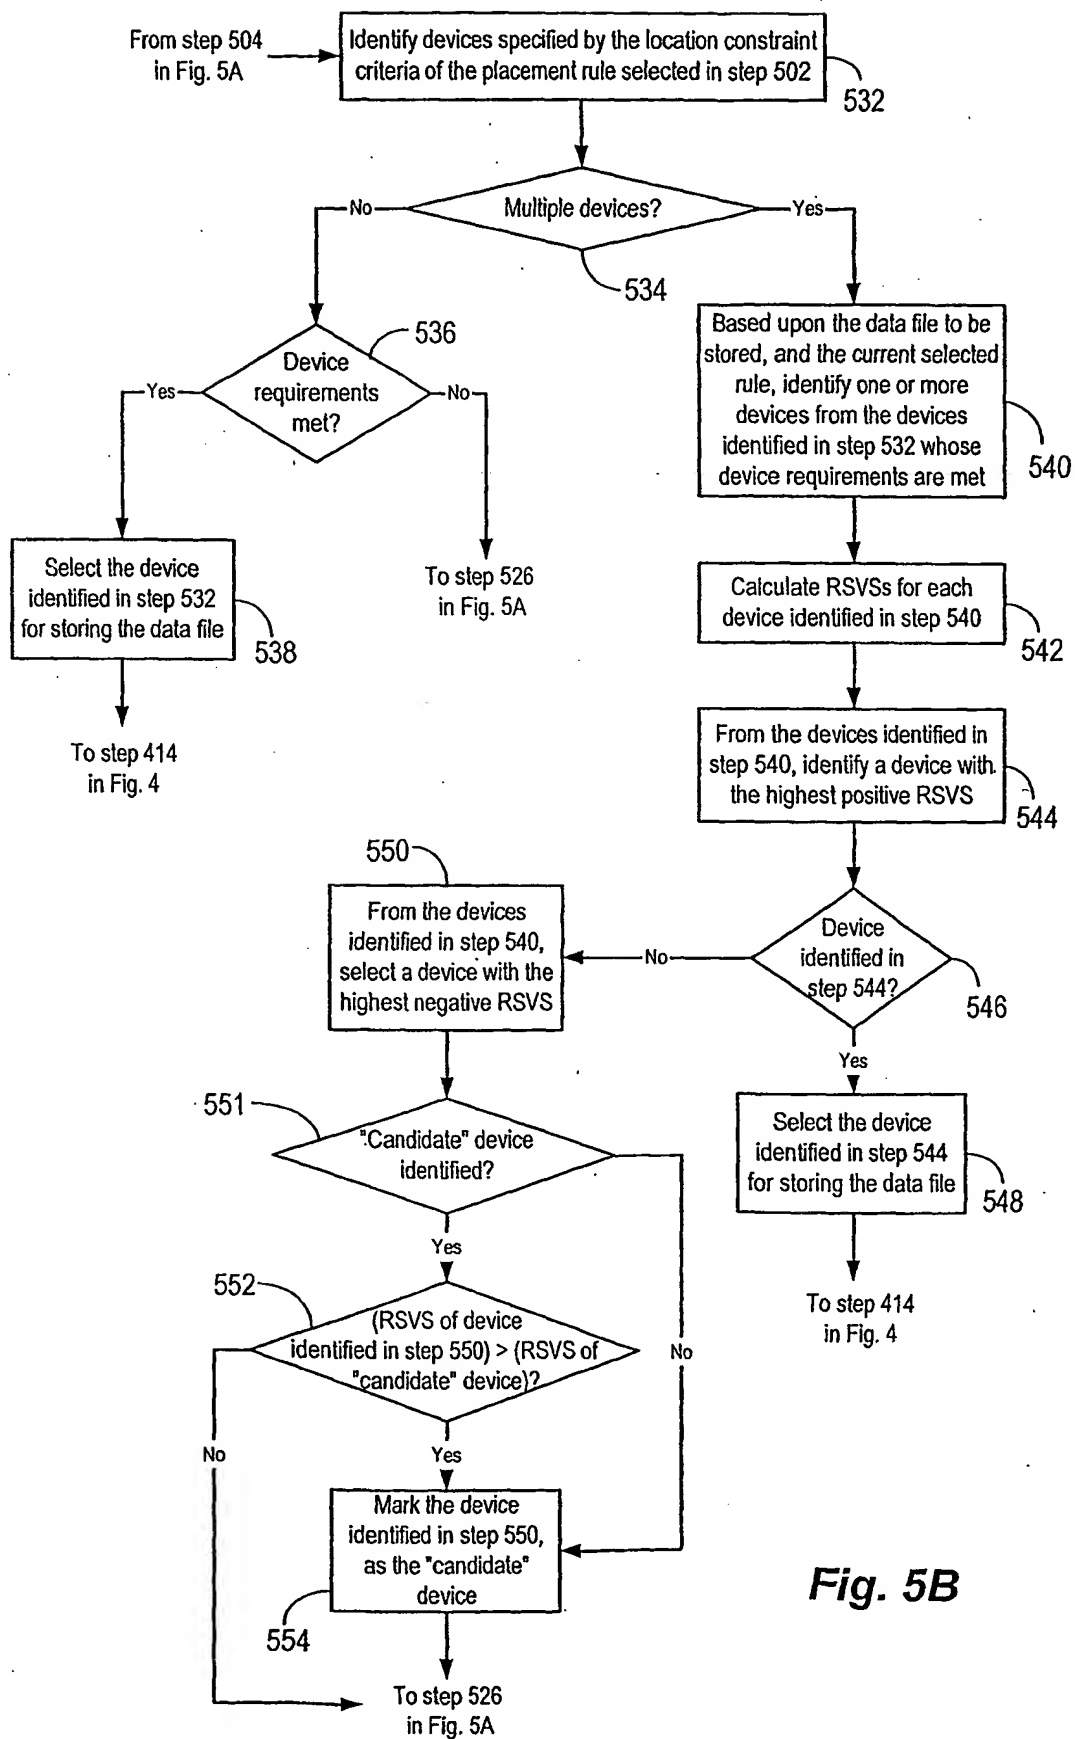 From step 504
in Fig. 5A
Identify devices specified by the location constraint
criteria of the placement rule selected in step 502
532
Multiple devices?
No
Yes
534
Device
requirements
met?
536
Yes
No
Based upon the data file to be
stored, and the current selected
rule, identify one or more
devices from the devices
identified in step 532 whose
device requirements are met
540
Select the device
identified in step 532
for storing the data file
538
To step 526
in Fig. 5A
Calculate RSVSs for each
device identified in step 540
542
To step 414
in Fig. 4
From the devices identified in
step 540, identify a device with
the highest positive RSVS
544
550
From the devices
identified in step 540,
select a device with the
highest negative RSVS
No
Device
identified in
step 544?
546
Yes
551
"Candidate" device
identified?
Select the device
identified in step 544
for storing the data file
548
Yes
552
(RSVS of device
identified in step 550) > (RSVS of
"candidate" device)?
No
To step 414
in Fig. 4
No
Yes
Mark the device
identified in step 550,
as the "candidate"
device
554
Fig. 5B
To step 526
in Fig. 5A